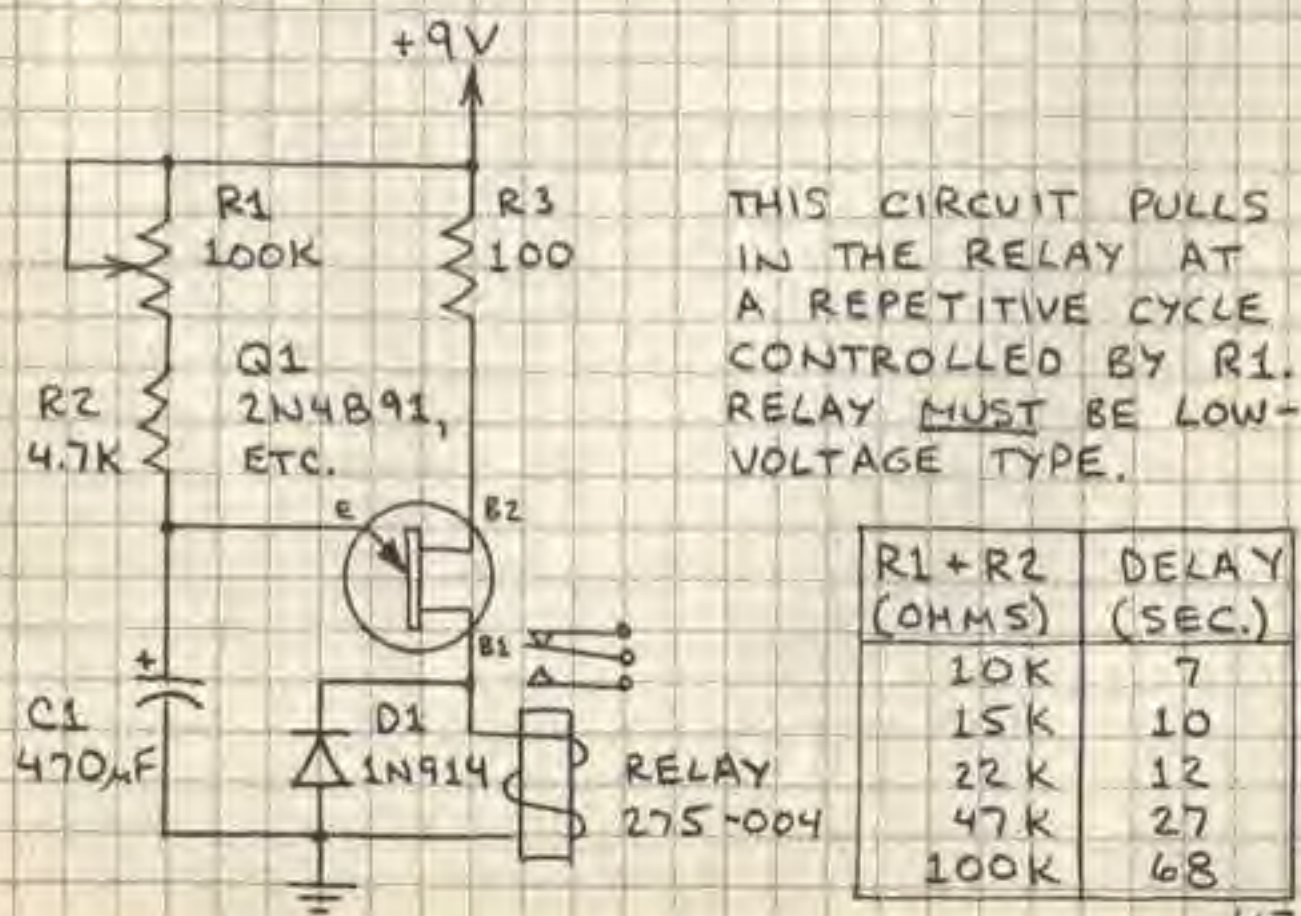 +9V
R1
100K
R3
100
THIS CIRCUIT PULLS
IN THE RELAY AT
A REPETITIVE CYCLE
CONTROLLED BY R1.
RELAY MUST BE LOW-
VOLTAGE TYPE.
R2
4.7K
Q1
2N4891,
ETC.
E
B2
B1
+
C1
470µF
D1
1N914
RELAY
275-004
R1 + R2 DELAY
(OHMS) (SEC.)
10K 7
15K 10
22K 12
47K 27
100K 68